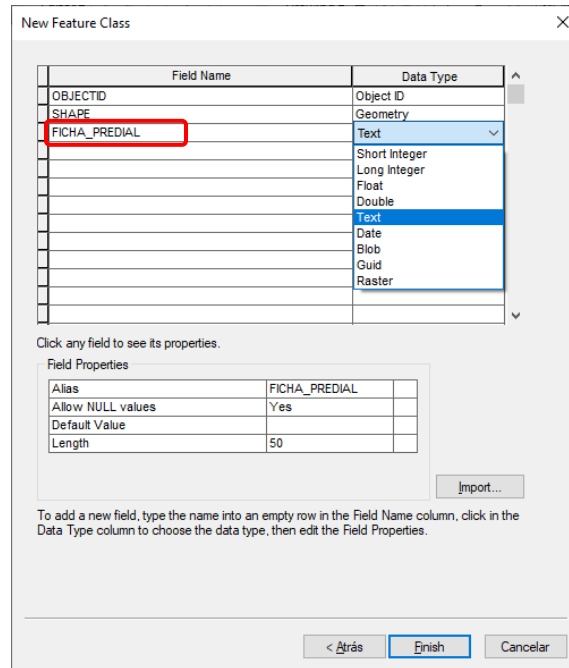 New Feature Class
Field Name Data Type
OBJECTID Object ID
SHAPE Geometry
FICHA_PREDIAL Text
Short Integer
Long Integer
Float
Double
Text
Date
Blob
Guid
Raster
Click any field to see its properties.
Field Properties
Alias FICHA_PREDIAL
Allow NULL values Yes
Default Value
Length 50
Import...
To add a new field, type the name into an empty row in the Field Name column, click in the
Data Type column to choose the data type, then edit the Field Properties.
< Atrás Finish Cancelar